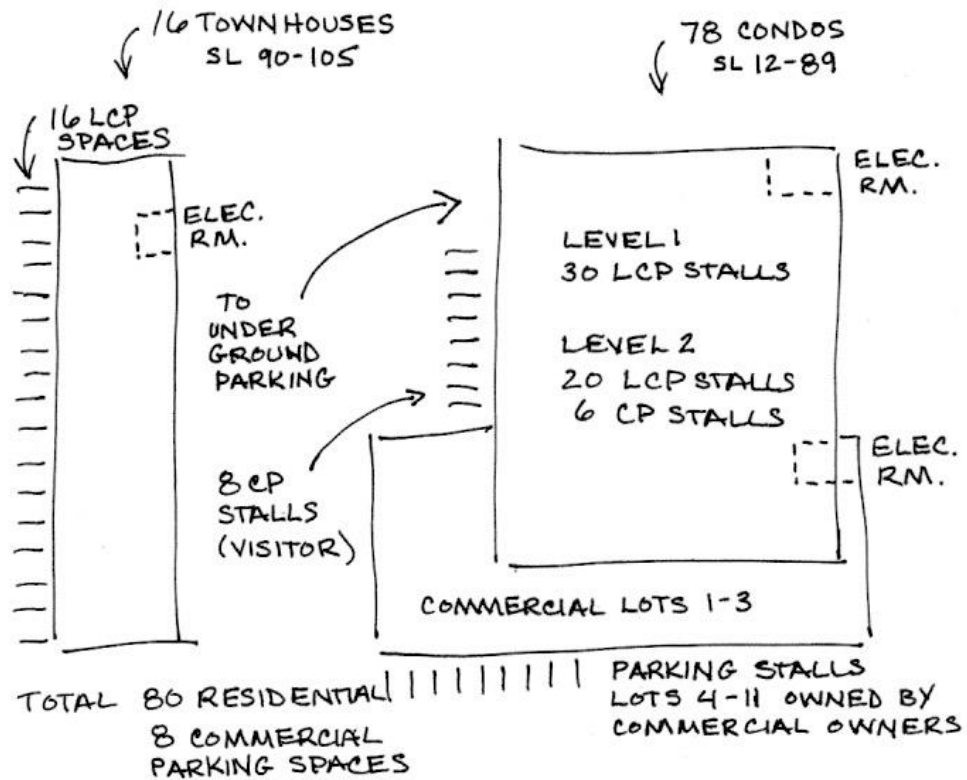 16 TOWNHOUSES
SL 90-105
78 CONDOS
SL 12-89
16 LCP
SPACES
ELEC.
RM.
ELEC.
RM.
LEVEL 1
30 LCP STALLS
TO
UNDER
GROUND
PARKING
LEVEL 2
20 LCP STALLS
6 CP STALLS
ELEC.
RM.
8 CP
STALLS
(VISITOR)
COMMERCIAL LOTS 1-3
TOTAL 80 RESIDENTIAL
8 COMMERCIAL
PARKING SPACES
PARKING STALLS
LOTS 4-11 OWNED BY
COMMERCIAL OWNERS